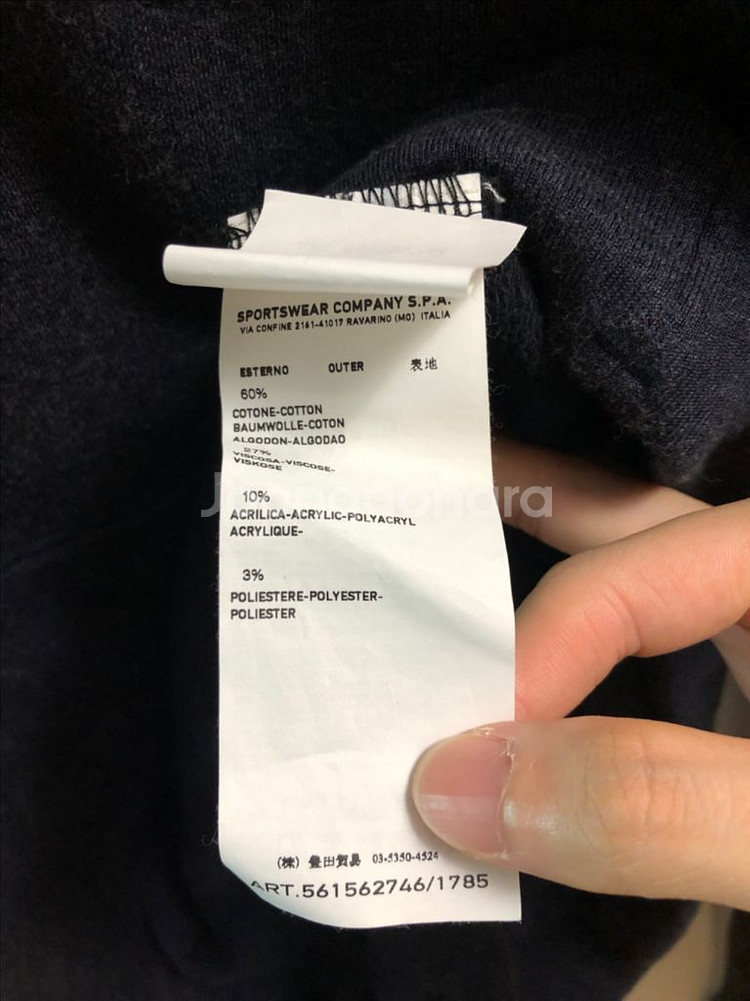 SPORTSWEAR COMPANY S.P.A.
VIA CONFINE 2161-41017 RAVARINO (MO) ITALIA
ESTERNO OUTER 表地
60%
COTONE-COTTON
BAUMWOLLE-COTON
ALGODON-ALGODAO
27%
VISCOSA-VISCOSE-
VISKOSE
10%
ACRILICA-ACRYLIC-POLYACRYL
ACRYLIQUE-
3%
POLIESTERE-POLYESTER-
POLIESTER
(株) 豊田貿易 03-5350-4524
ART.561562746/1785